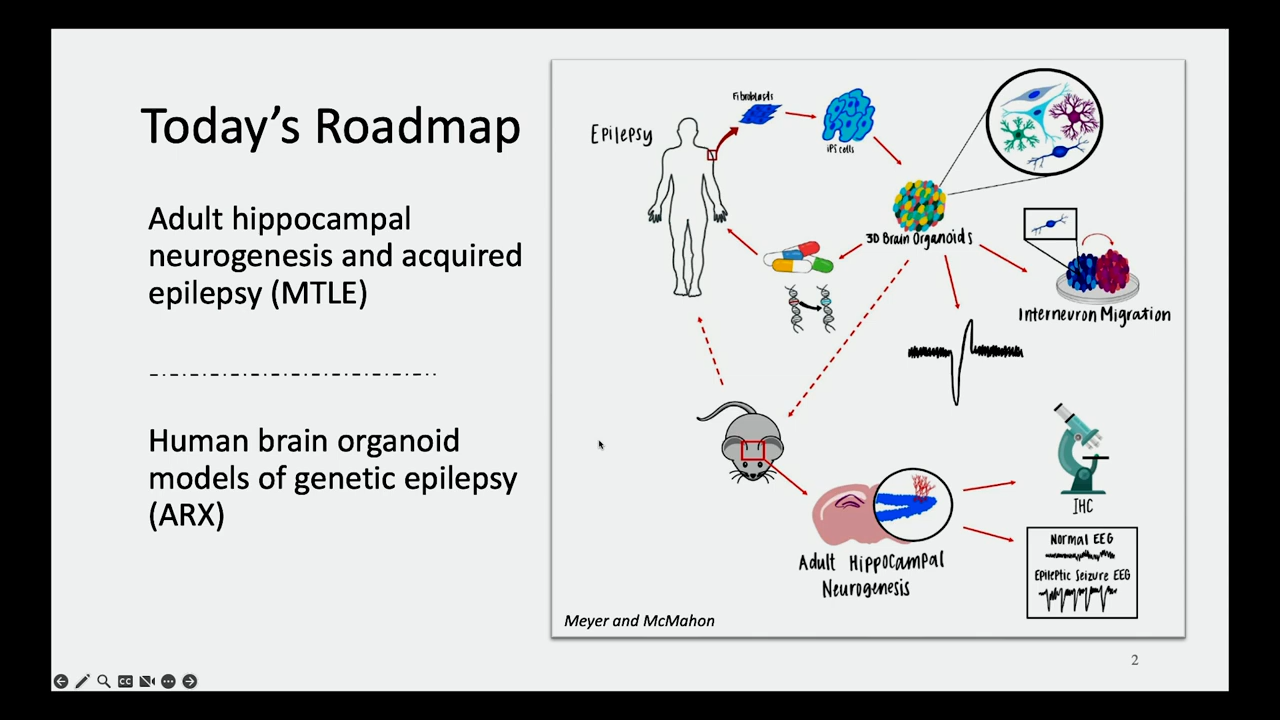 Today's Roadmap
Adult hippocampal
neurogenesis and acquired
epilepsy (MTLE)
Human brain organoid
models of genetic epilepsy
(ARX)
Epilepsy
Fibroblasts
iPS cells
3D Brain Organoids
Interneuron Migration
IHC
Normal EEG
Epileptic Seizure EEG
Adult Hippocampal
Neurogenesis
Meyer and McMahon
2
CC